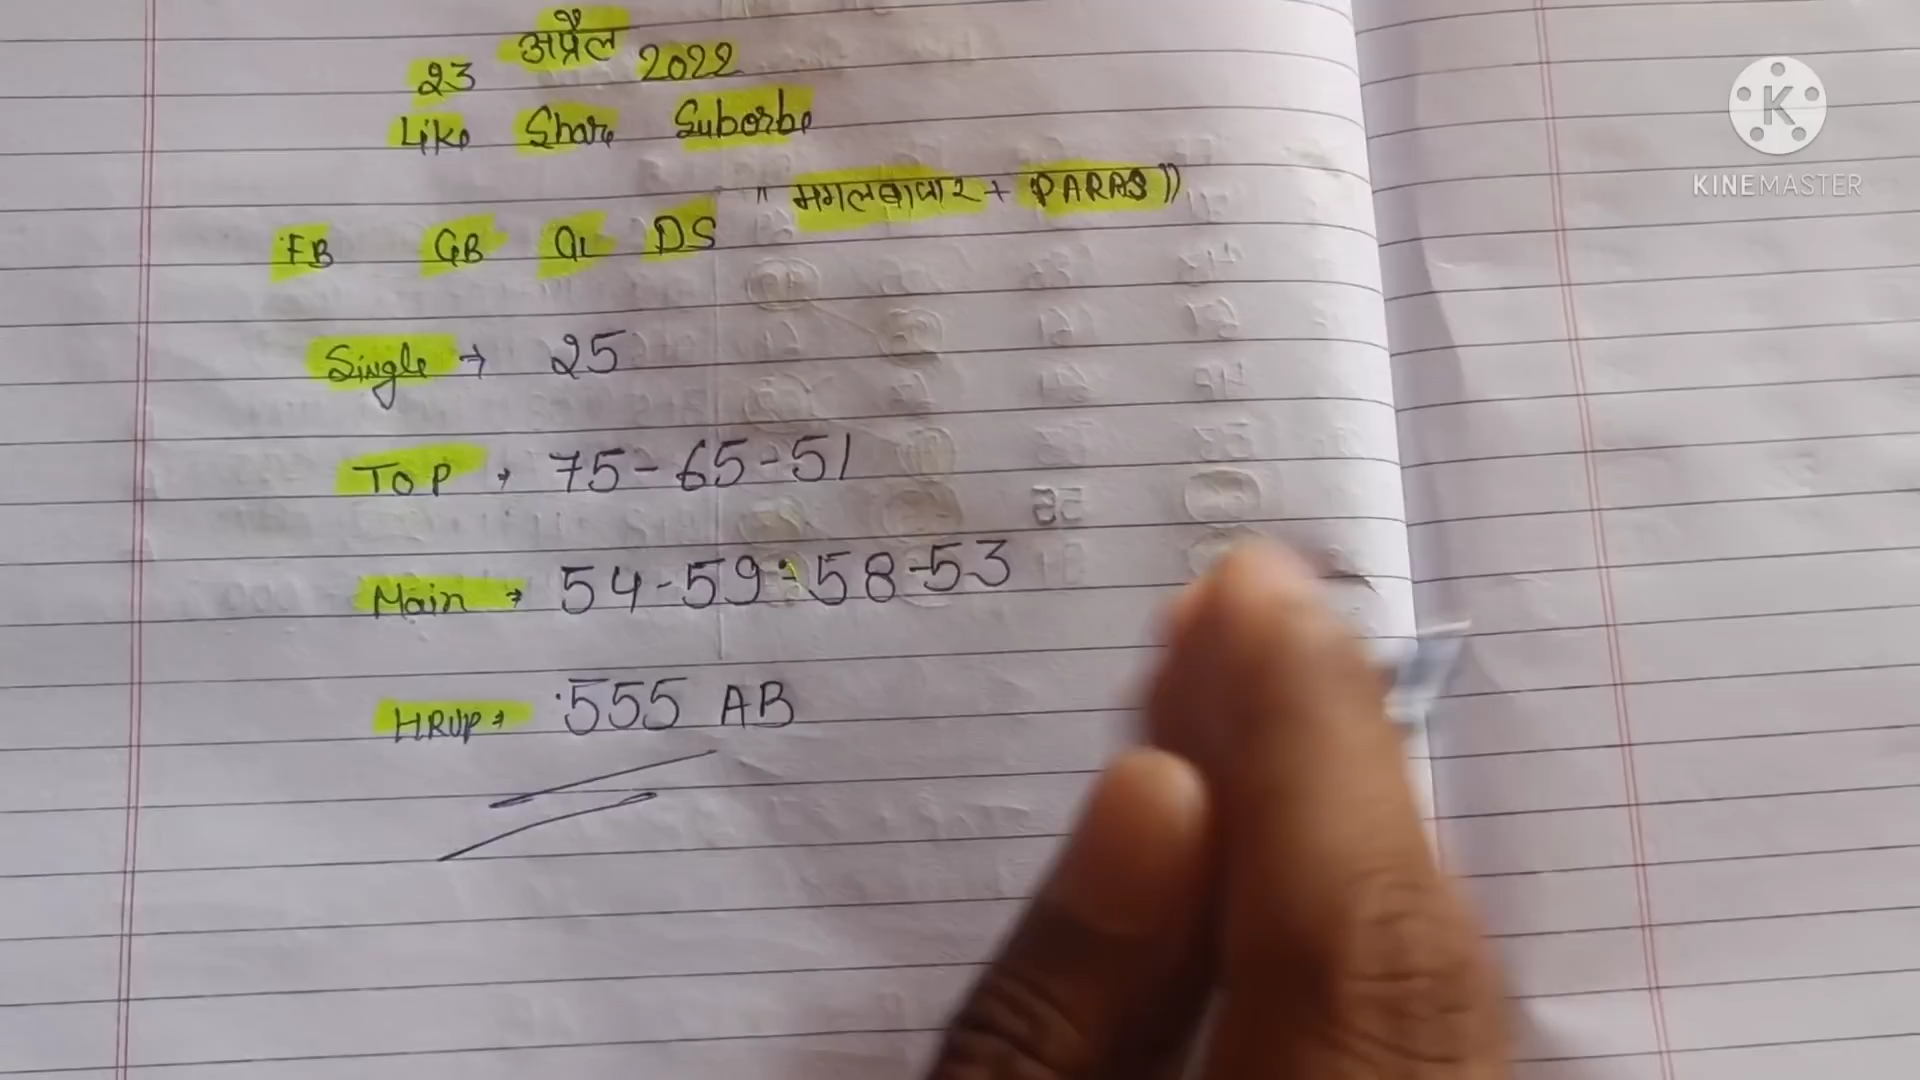 23 अप्रैल 2022
Like Share Suborbe
" मगलबाजार + PARAS ))
FB GB GL DS
Single → 25
TOP → 75-65-51
Main → 54-59-58-53
HRUP → 555 AB
K
KINEMASTER